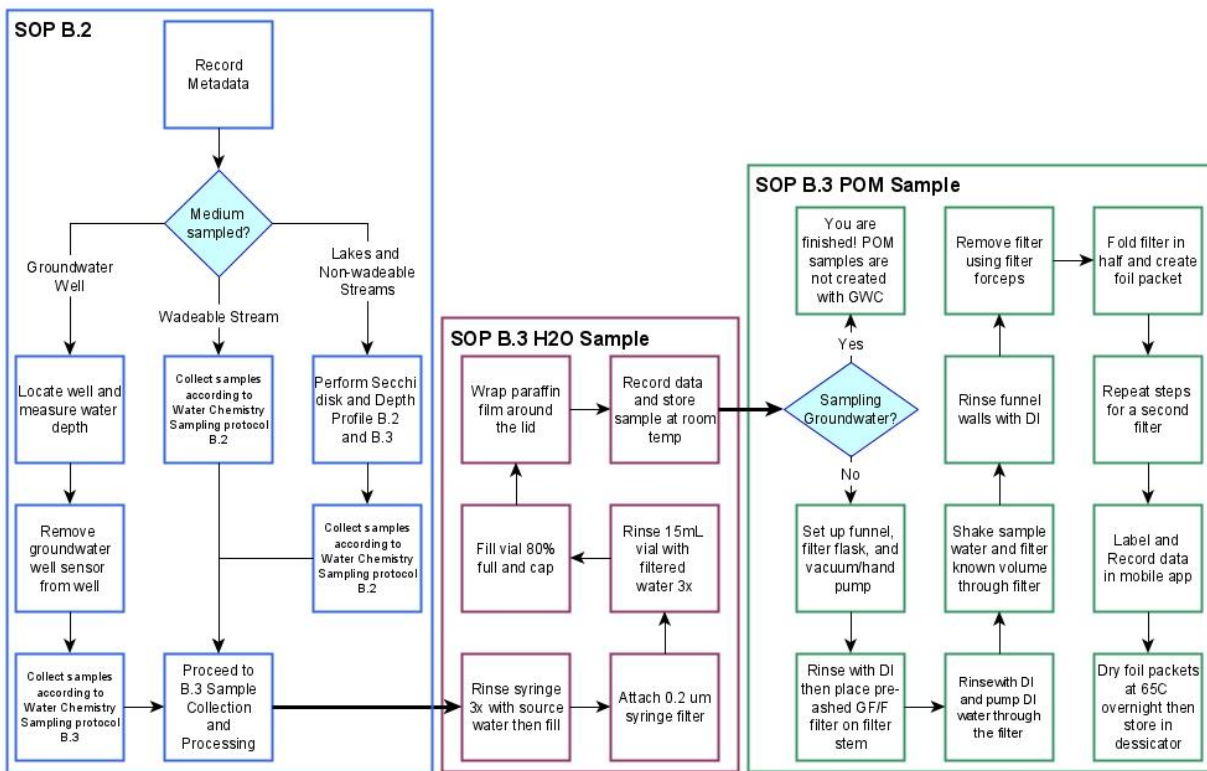 SOP B.2
Record
Metadata
Medium
sampled?
Groundwater
Well
Wadeable Stream
Lakes and
Non-wadeable
Streams
Locate well and
measure water
depth
Remove
groundwater
well sensor
from well
Collect samples
according to
Water Chemistry
Sampling protocol
B.3
Collect samples
according to
Water Chemistry
Sampling protocol
B.2
Perform Secchi
disk and Depth
Profile B.2
and B.3
Collect samples
according to
Water Chemistry
Sampling protocol
B.2
Proceed to
B.3 Sample
Collection
and
Processing
SOP B.3 H2O Sample
Rinse syringe
3x with source
water then fill
Attach 0.2 um
syringe filter
Rinse 15mL
vial with
filtered
water 3x
Fill vial 80%
full and cap
Wrap paraffin
film around
the lid
Record data
and store
sample at room
temp
SOP B.3 POM Sample
Sampling
Groundwater?
Yes
You are
finished! POM
samples are
not created
with GWC
No
Set up funnel,
filter flask, and
vacuum/hand
pump
Rinse with DI
then place pre-
ashed GF/F
filter on filter
stem
Rinsewith DI
and pump DI
water through
the filter
Shake sample
water and filter
known volume
through filter
Rinse funnel
walls with DI
Remove filter
using filter
forceps
Fold filter in
half and create
foil packet
Repeat steps
for a second
filter
Label and
Record data
in mobile app
Dry foil packets
at 65C
overnight then
store in
dessicator